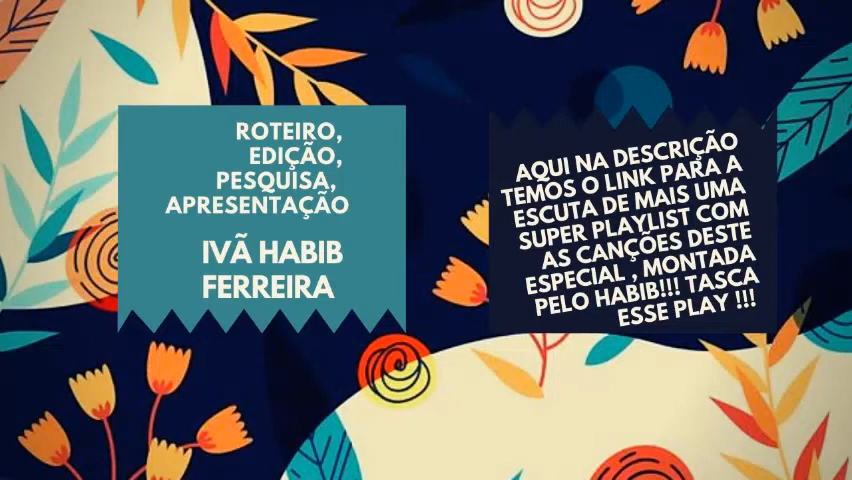 ROTEIRO,
EDIÇÃO,
PESQUISA,
APRESENTAÇÃO
IVÃ HABIB
FERREIRA
AQUI NA DESCRIÇÃO
TEMOS O LINK PARA A
ESCUTA DE MAIS UMA
SUPER PLAYLIST COM
AS CANÇÕES DESTE
ESPECIAL , MONTADA
PELO HABIB!!! TASCA
ESSE PLAY !!!